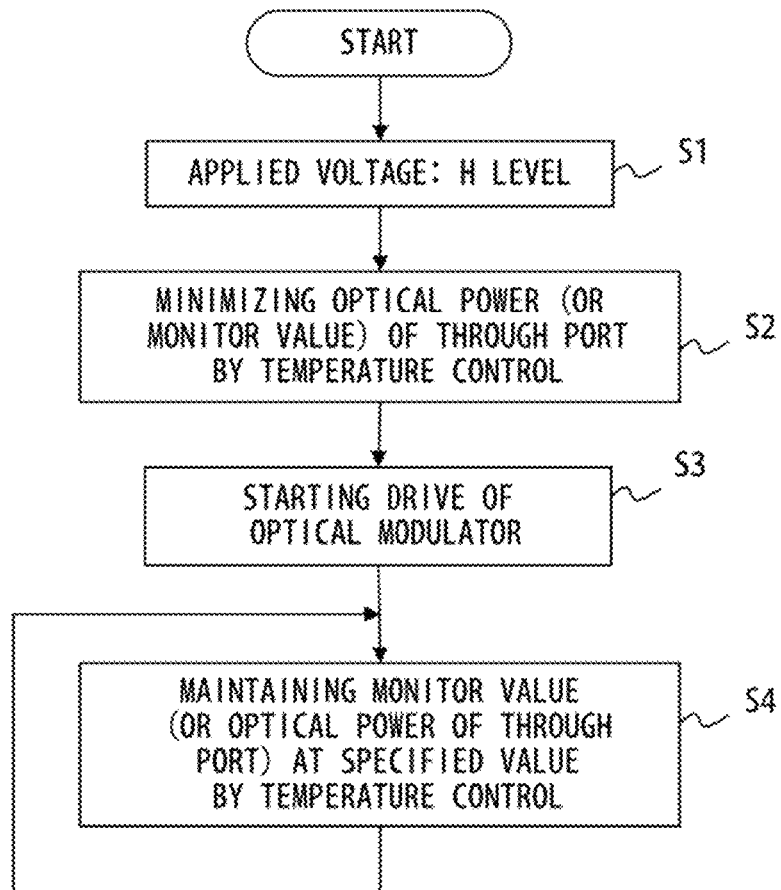 START
APPLIED VOLTAGE: H LEVEL
S1
MINIMIZING OPTICAL POWER (OR
MONITOR VALUE) OF THROUGH PORT
BY TEMPERATURE CONTROL
S2
STARTING DRIVE OF
OPTICAL MODULATOR
S3
MAINTAINING MONITOR VALUE
(OR OPTICAL POWER OF THROUGH
PORT) AT SPECIFIED VALUE
BY TEMPERATURE CONTROL
S4